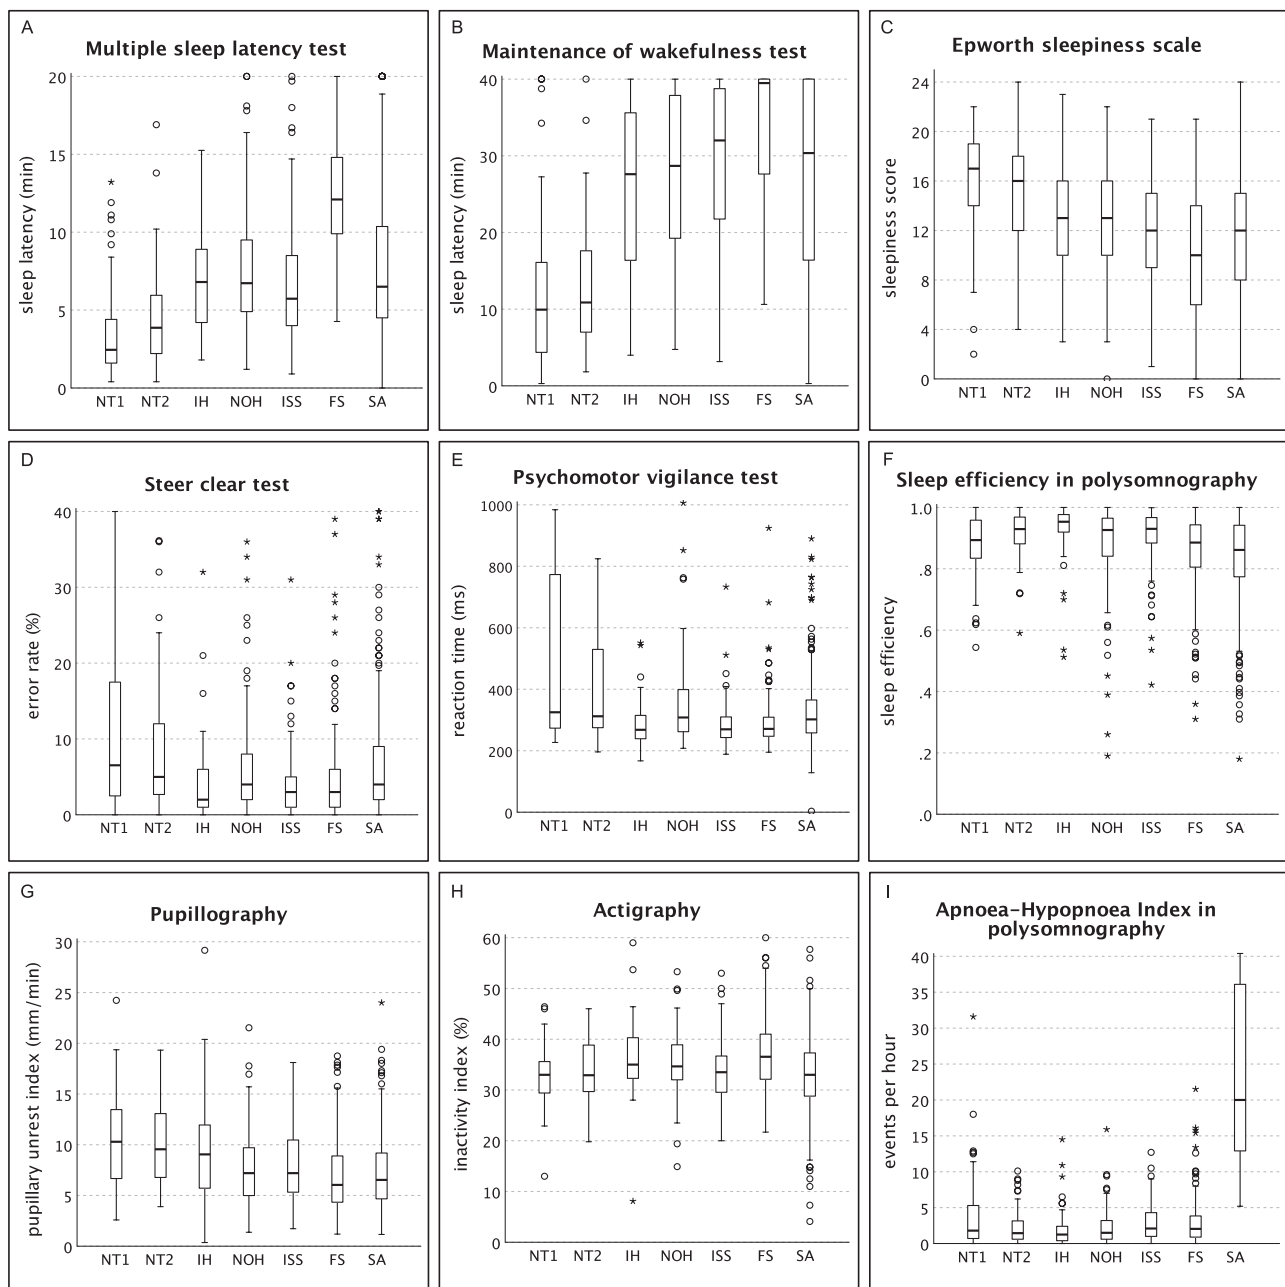 A
Multiple sleep latency test
sleep latency (min)
20
15
10
5
0
NT1 NT2 IH NOH ISS FS SA
B
Maintenance of wakefulness test
sleep latency (min)
40
30
20
10
0
NT1 NT2 IH NOH ISS FS SA
C
Epworth sleepiness scale
sleepiness score
24
20
16
12
8
4
0
NT1 NT2 IH NOH ISS FS SA
D
Steer clear test
error rate (%)
40
30
20
10
0
NT1 NT2 IH NOH ISS FS SA
E
Psychomotor vigilance test
reaction time (ms)
1000
800
600
400
200
0
NT1 NT2 IH NOH ISS FS SA
F
Sleep efficiency in polysomnography
sleep efficiency
1.0
.8
.6
.4
.2
.0
NT1 NT2 IH NOH ISS FS SA
G
Pupillography
pupillary unrest index (mm/min)
30
25
20
15
10
5
0
NT1 NT2 IH NOH ISS FS SA
H
Actigraphy
inactivity index (%)
60
50
40
30
20
10
0
NT1 NT2 IH NOH ISS FS SA
I
Apnoea-Hypopnoea Index in
polysomnography
events per hour
40
35
30
25
20
15
10
5
0
NT1 NT2 IH NOH ISS FS SA